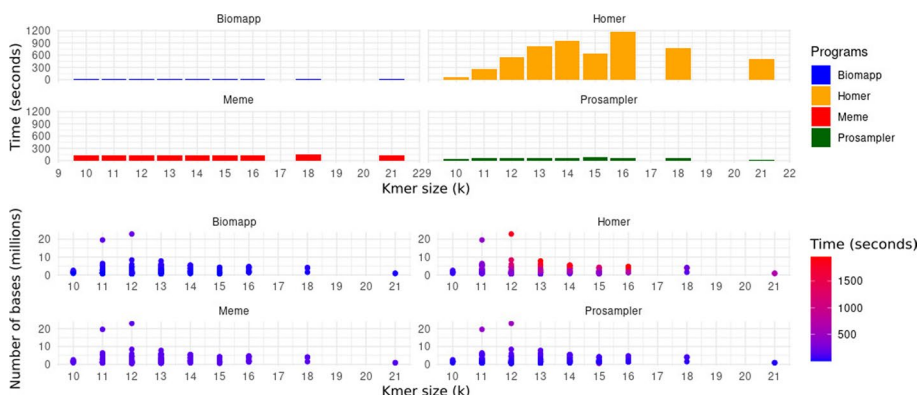 Biomapp
Homer
Time (seconds)
1200
900
600
300
0
Meme
Prosampler
1200
900
600
300
0
9 10 11 12 13 14 15 16 17 18 19 20 21 22
9 10 11 12 13 14 15 16 17 18 19 20 21 22
Kmer size (k)
Programs
Biomapp
Homer
Meme
Prosampler
Biomapp
Homer
Number of bases (millions)
20
10
0
10 11 12 13 14 15 16 17 18 19 20 21
10 11 12 13 14 15 16 17 18 19 20 21
Meme
Prosampler
20
10
0
10 11 12 13 14 15 16 17 18 19 20 21
10 11 12 13 14 15 16 17 18 19 20 21
Kmer size (k)
Kmer size (k)
Time (seconds)
1500
1000
500